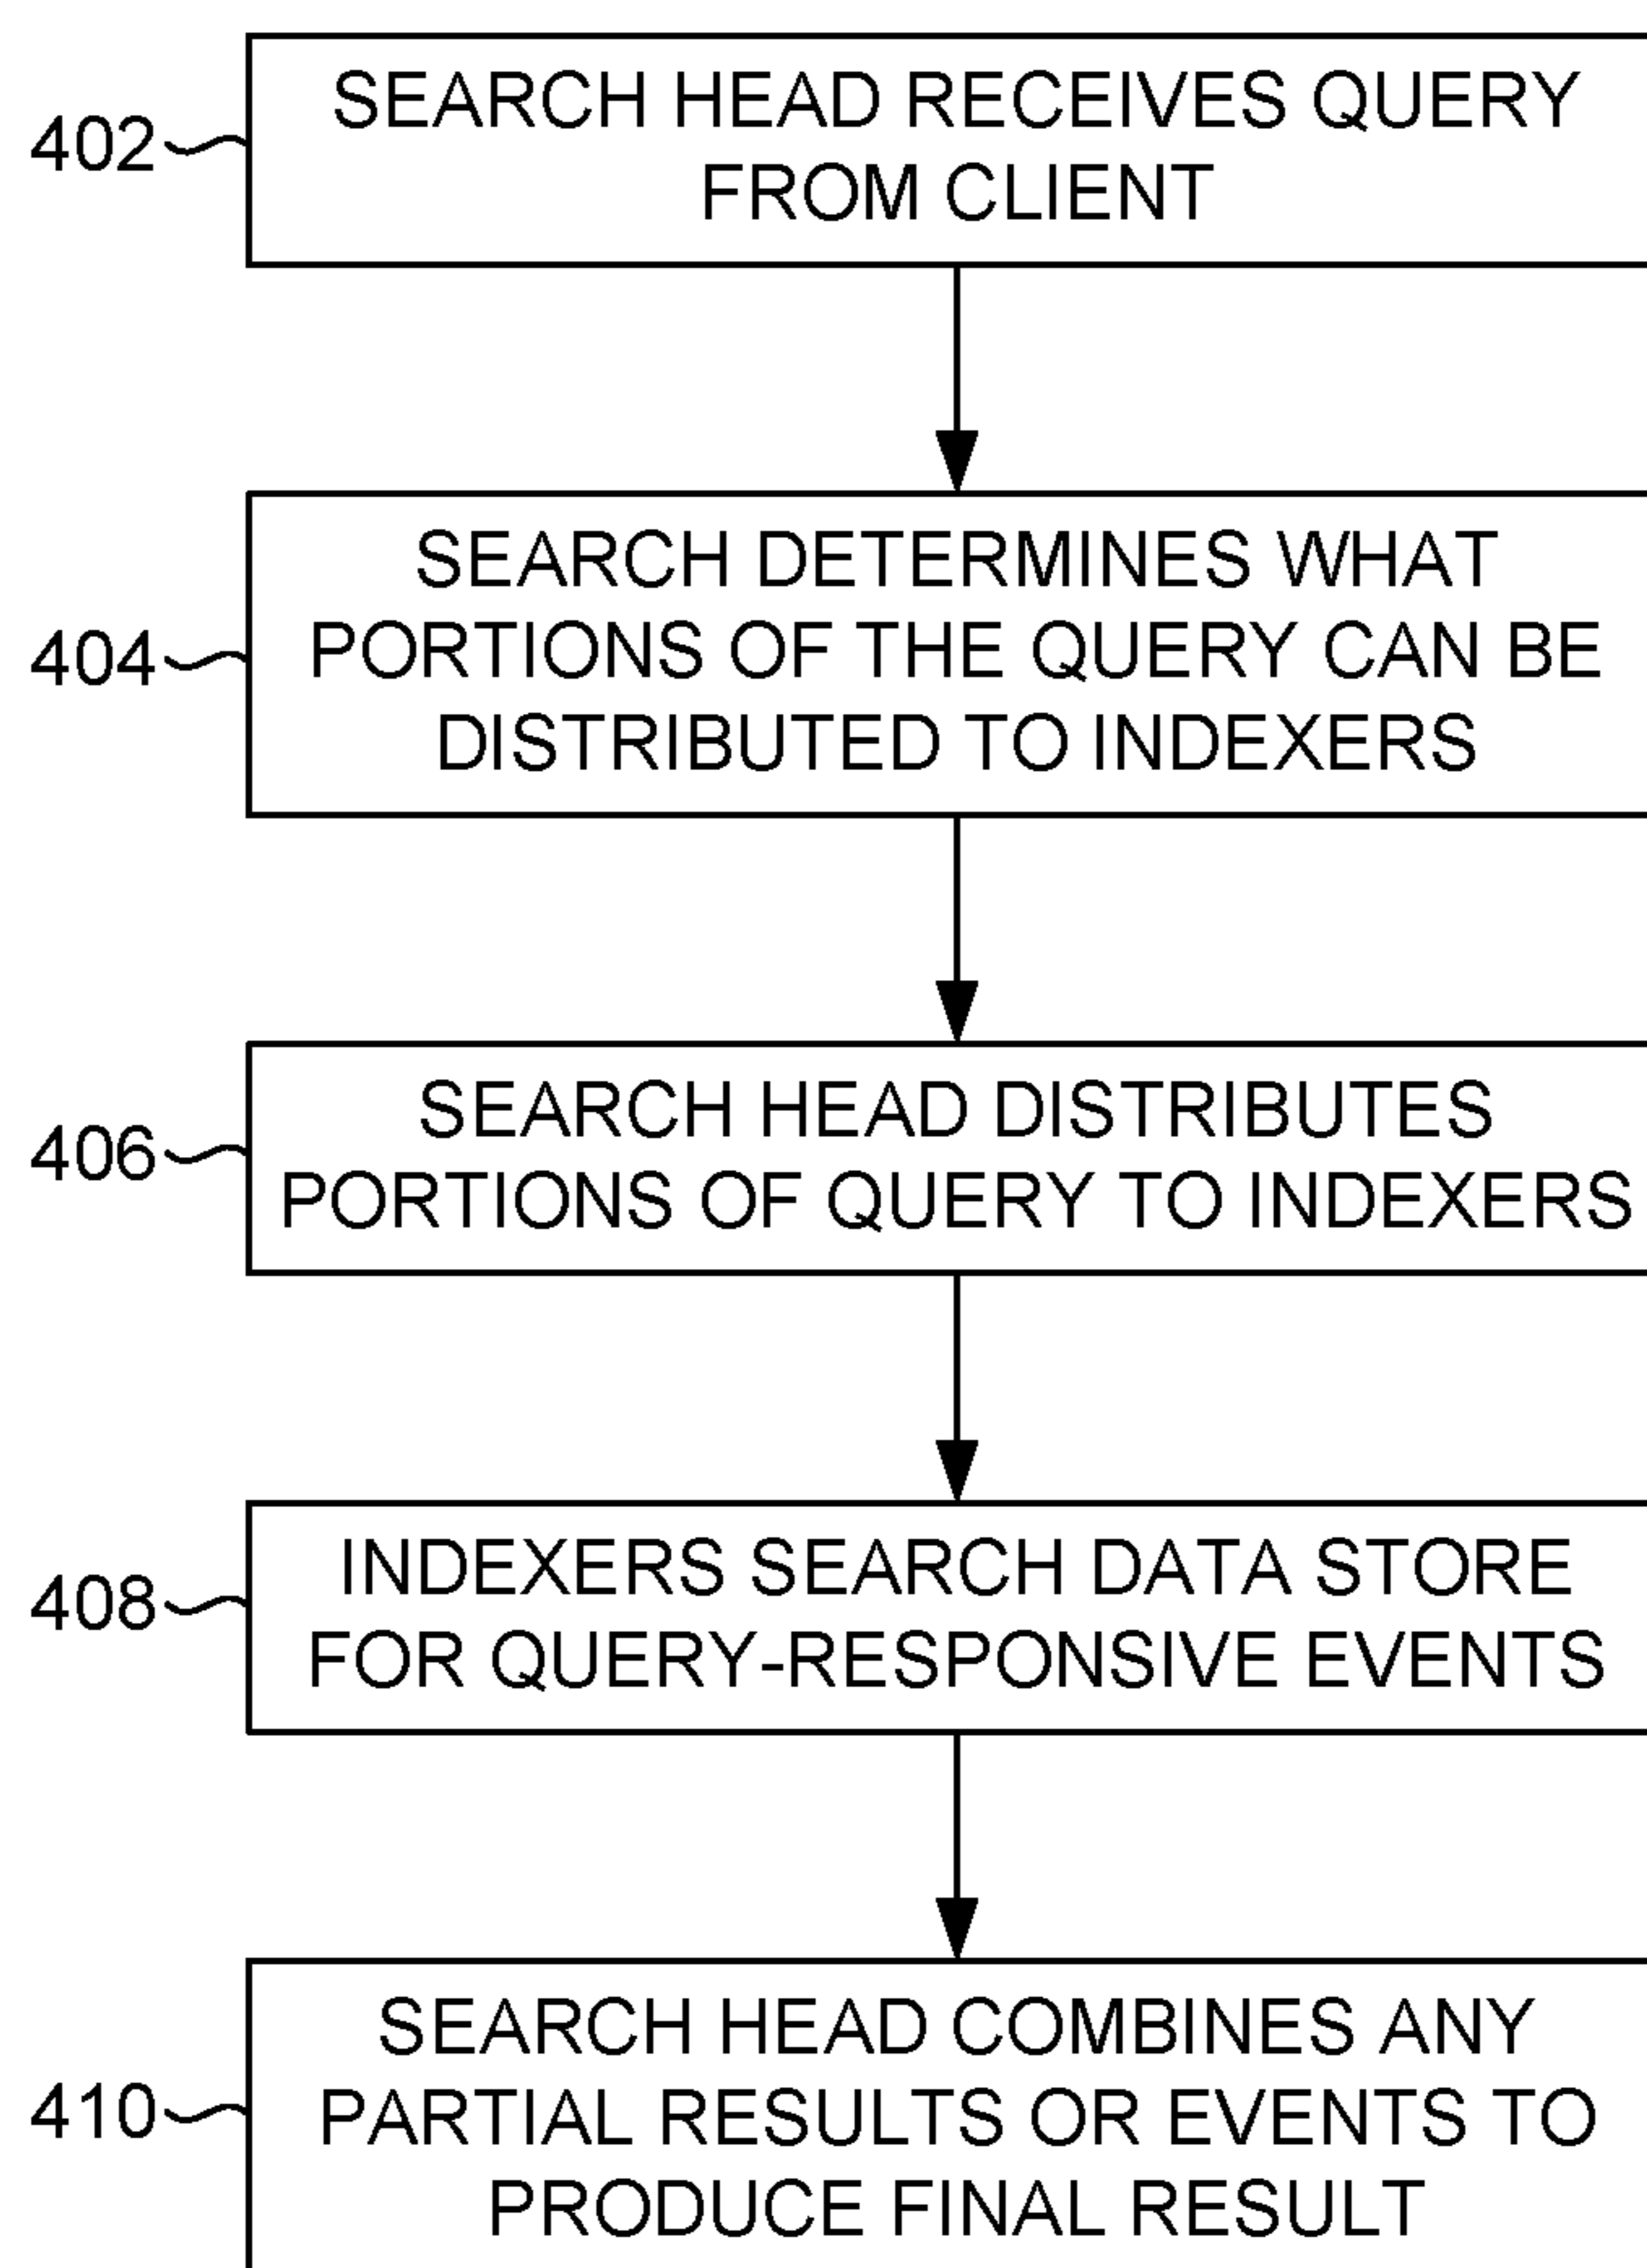 402
SEARCH HEAD RECEIVES QUERY
FROM CLIENT
404
SEARCH DETERMINES WHAT
PORTIONS OF THE QUERY CAN BE
DISTRIBUTED TO INDEXERS
406
SEARCH HEAD DISTRIBUTES
PORTIONS OF QUERY TO INDEXERS
408
INDEXERS SEARCH DATA STORE
FOR QUERY-RESPONSIVE EVENTS
410
SEARCH HEAD COMBINES ANY
PARTIAL RESULTS OR EVENTS TO
PRODUCE FINAL RESULT